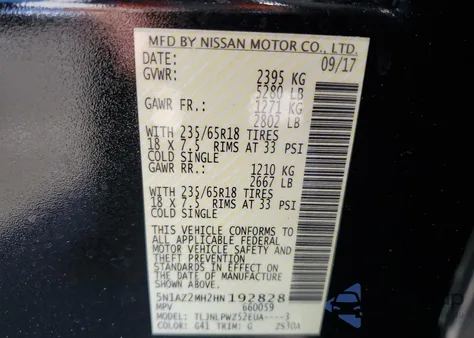 MFD BY NISSAN MOTOR CO., LTD.
DATE: 09/17
GVWR: 2395 KG
5280 LB
GAWR FR.: 1271 KG
2802 LB
WITH 235/65R18 TIRES
18 x 7.5 RIMS AT 33 PSI
COLD SINGLE
GAWR RR.: 1210 KG
2667 LB
WITH 235/65R18 TIRES
18 x 7.5 RIMS AT 33 PSI
COLD SINGLE
THIS VEHICLE CONFORMS TO
ALL APPLICABLE FEDERAL
MOTOR VEHICLE SAFETY AND
THEFT PREVENTION
STANDARDS IN EFFECT ON
THE DATE OF MANUFACTURE
SHOWN ABOVE.
5N1AZ2MH2HN192828
MPV 660059
MODEL:
COLOR: G41 TRIM: G